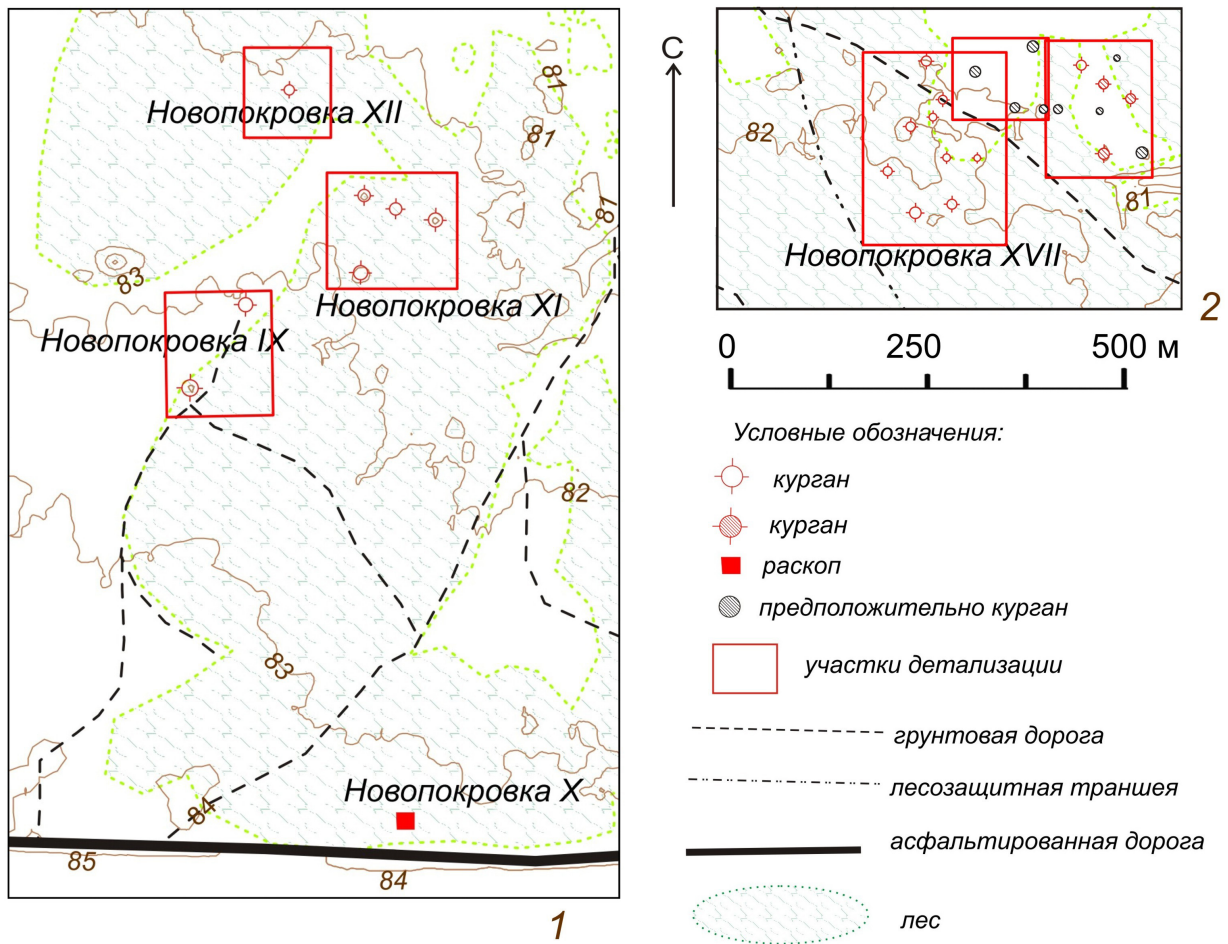 Новопокровка XII
81
81
81
83
Новопокровка XI
Новопокровка IX
82
83
Новопокровка X
84
85
84
1
С
82
81
Новопокровка XVII
2
0 250 500 м
Условные обозначения:
курган
курган
раскоп
предположительно курган
участки детализации
грунтовая дорога
лесозащитная траншея
асфальтированная дорога
лес